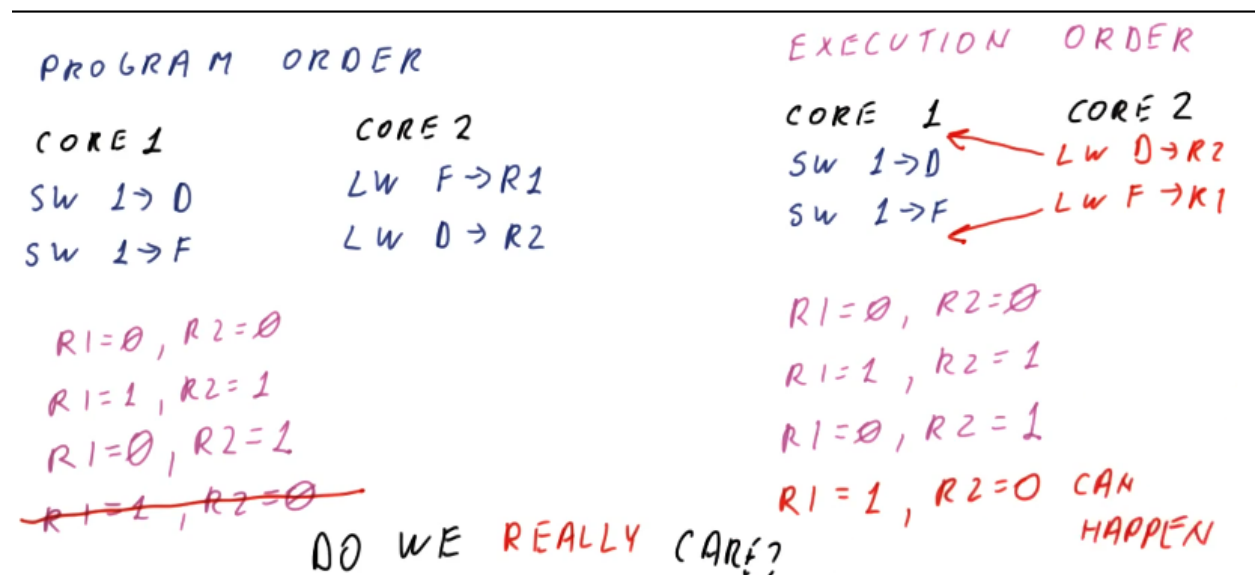 PROGRAM ORDER
CORE 1 CORE 2
SW 1→D LW F→R1
SW 1→F LW D→R2
R1=0, R2=0
R1=1, R2=1
R1=0, R2=1
R1=1, R2=0
EXECUTION ORDER
CORE 1 CORE 2
SW 1→D LW D→R2
SW 1→F LW F→R1
R1=0, R2=0
R1=1, R2=1
R1=0, R2=1
R1=1, R2=0 CAN
HAPPEN
DO WE REALLY CARE?